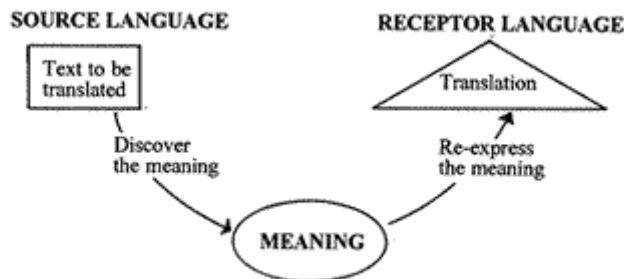 SOURCE LANGUAGE
RECEPTOR LANGUAGE
Text to be
translated
Translation
Discover
the meaning
Re-express
the meaning
MEANING